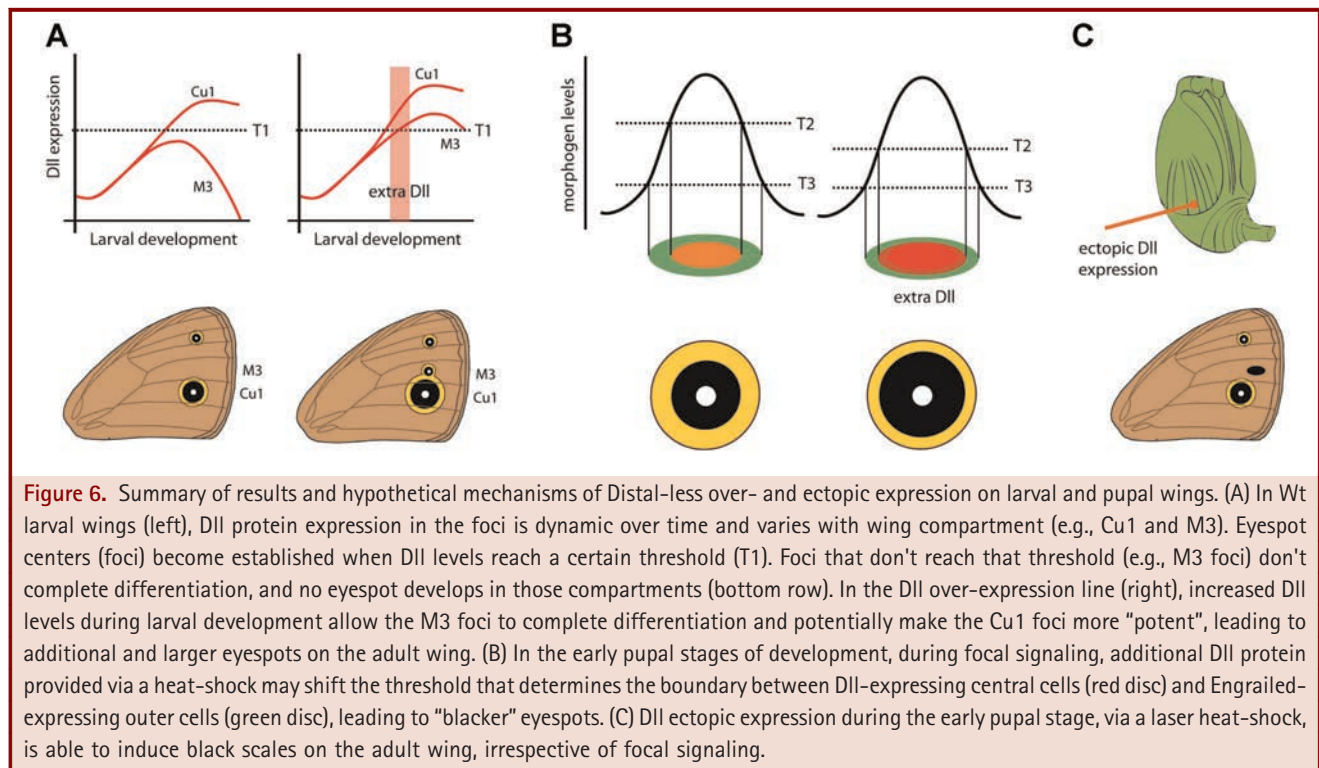 A
B
C
Dll expression
Cu1
T1
M3
Larval development
Cu1
T1
M3
extra Dll
Larval development
morphogen levels
T2
T3
T2
T3
extra Dll
ectopic Dll
expression
M3
Cu1
M3
Cu1
Figure 6. Summary of results and hypothetical mechanisms of Distal-less over- and ectopic expression on larval and pupal wings. (A) In Wt
larval wings (left), Dll protein expression in the foci is dynamic over time and varies with wing compartment (e.g., Cu1 and M3). Eyespot
centers (foci) become established when Dll levels reach a certain threshold (T1). Foci that don't reach that threshold (e.g., M3 foci) don't
complete differentiation, and no eyespot develops in those compartments (bottom row). In the Dll over-expression line (right), increased Dll
levels during larval development allow the M3 foci to complete differentiation and potentially make the Cu1 foci more "potent", leading to
additional and larger eyespots on the adult wing. (B) In the early pupal stages of development, during focal signaling, additional Dll protein
provided via a heat-shock may shift the threshold that determines the boundary between Dll-expressing central cells (red disc) and Engrailed-
expressing outer cells (green disc), leading to "blacker" eyespots. (C) Dll ectopic expression during the early pupal stage, via a laser heat-shock,
is able to induce black scales on the adult wing, irrespective of focal signaling.